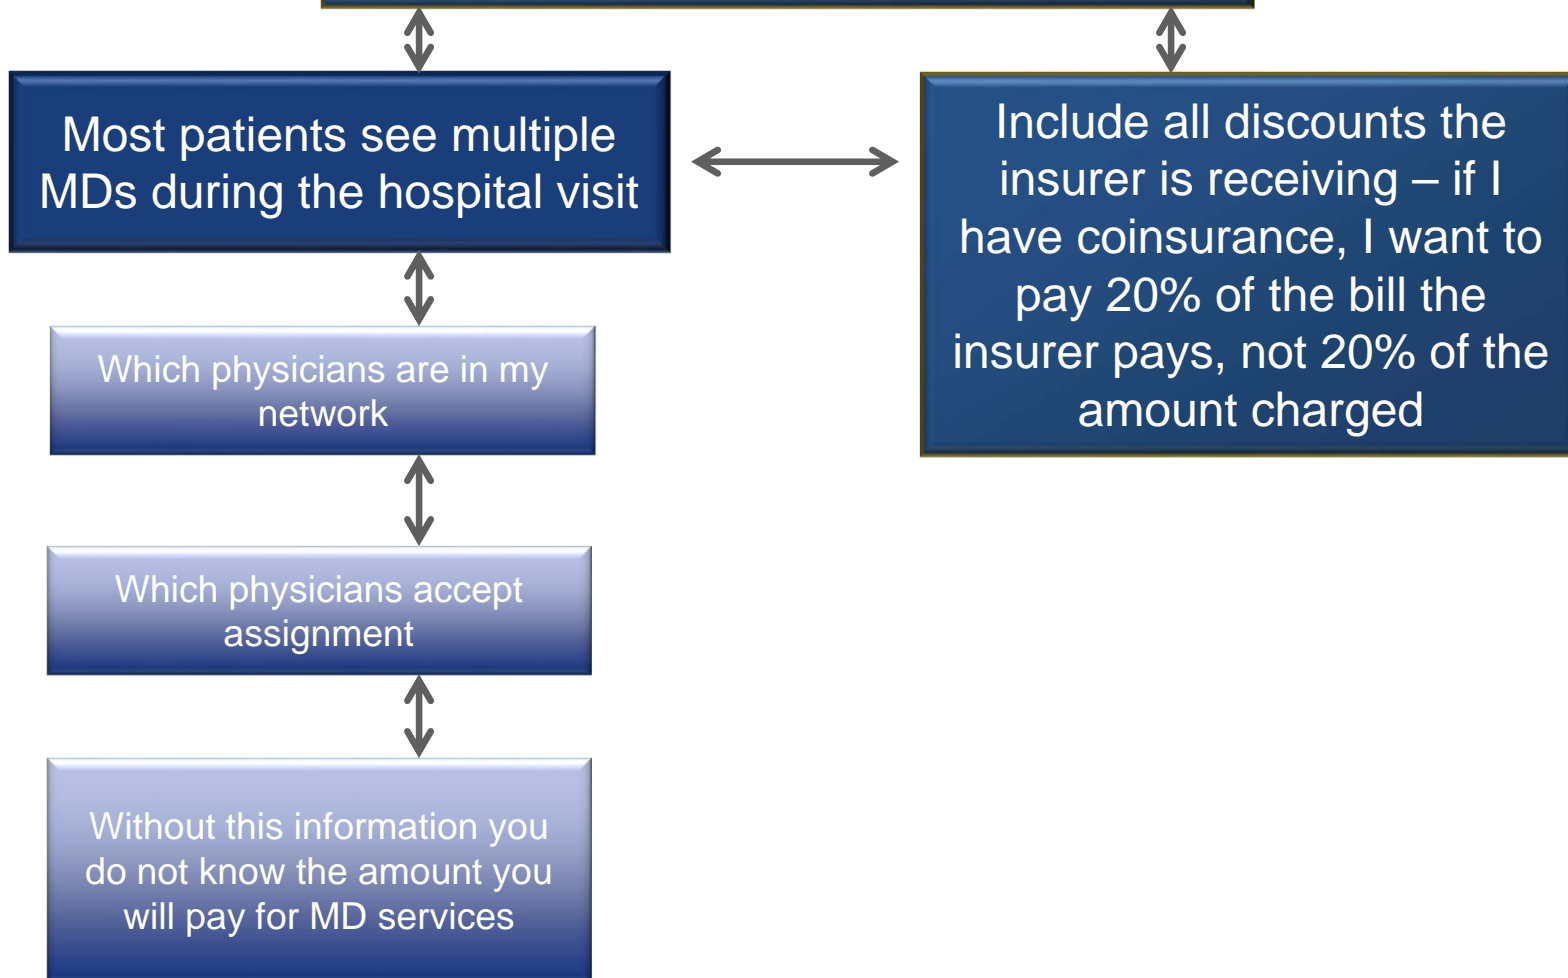 Most patients see multiple
MDs during the hospital visit
Include all discounts the
insurer is receiving – if I
have coinsurance, I want to
pay 20% of the bill the
insurer pays, not 20% of the
amount charged
Which physicians are in my
network
Which physicians accept
assignment
Without this information you
do not know the amount you
will pay for MD services